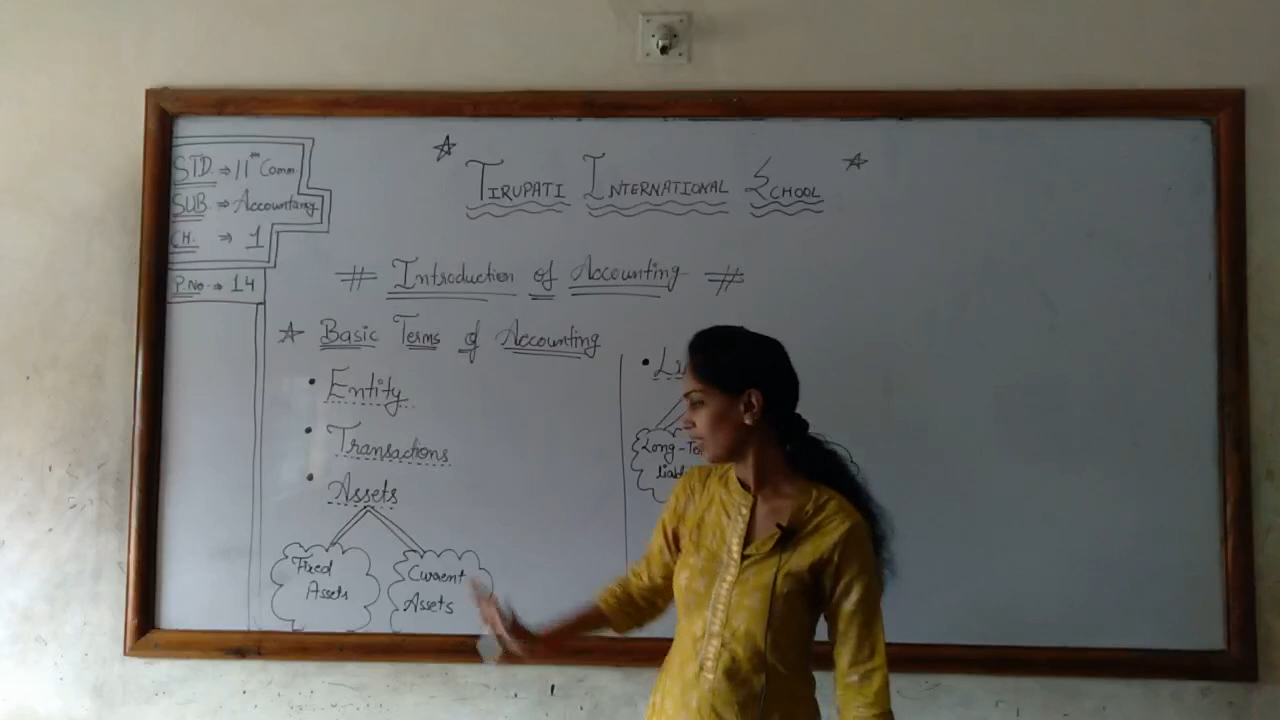 STD. ⇒ 11th Comm.
SUB. ⇒ Accountancy
CH. ⇒ 1
P.No → 14
☆ TIRUPATI INTERNATIONAL SCHOOL ☆
# Introduction of Accounting #
☆ Basic Terms of Accounting
• Entity
• Transactions
• Assets
Fixed
Assets
Current
Assets
Long-